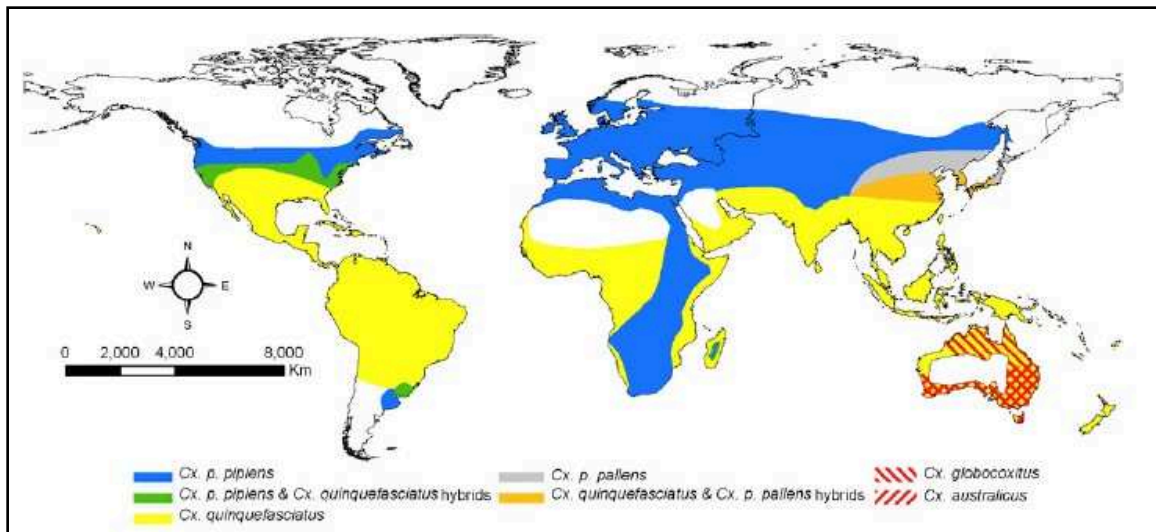 N
W E
S
0 2,000 4,000 8,000
Km
Cx. p. pipiens
Cx. p. pipiens & Cx. quinquefasciatus hybrids
Cx. quinquefasciatus
Cx. p. pallens
Cx. quinquefasciatus & Cx. p. pallens hybrids
Cx. globocoxitus
Cx. australicus